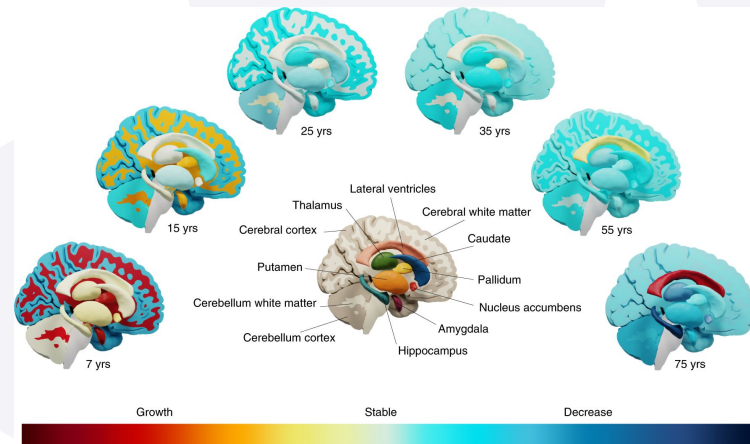 25 yrs
35 yrs
15 yrs
55 yrs
7 yrs
75 yrs
Lateral ventricles
Thalamus
Cerebral white matter
Cerebral cortex
Caudate
Putamen
Pallidum
Cerebellum white matter
Nucleus accumbens
Amygdala
Cerebellum cortex
Hippocampus
Growth
Stable
Decrease